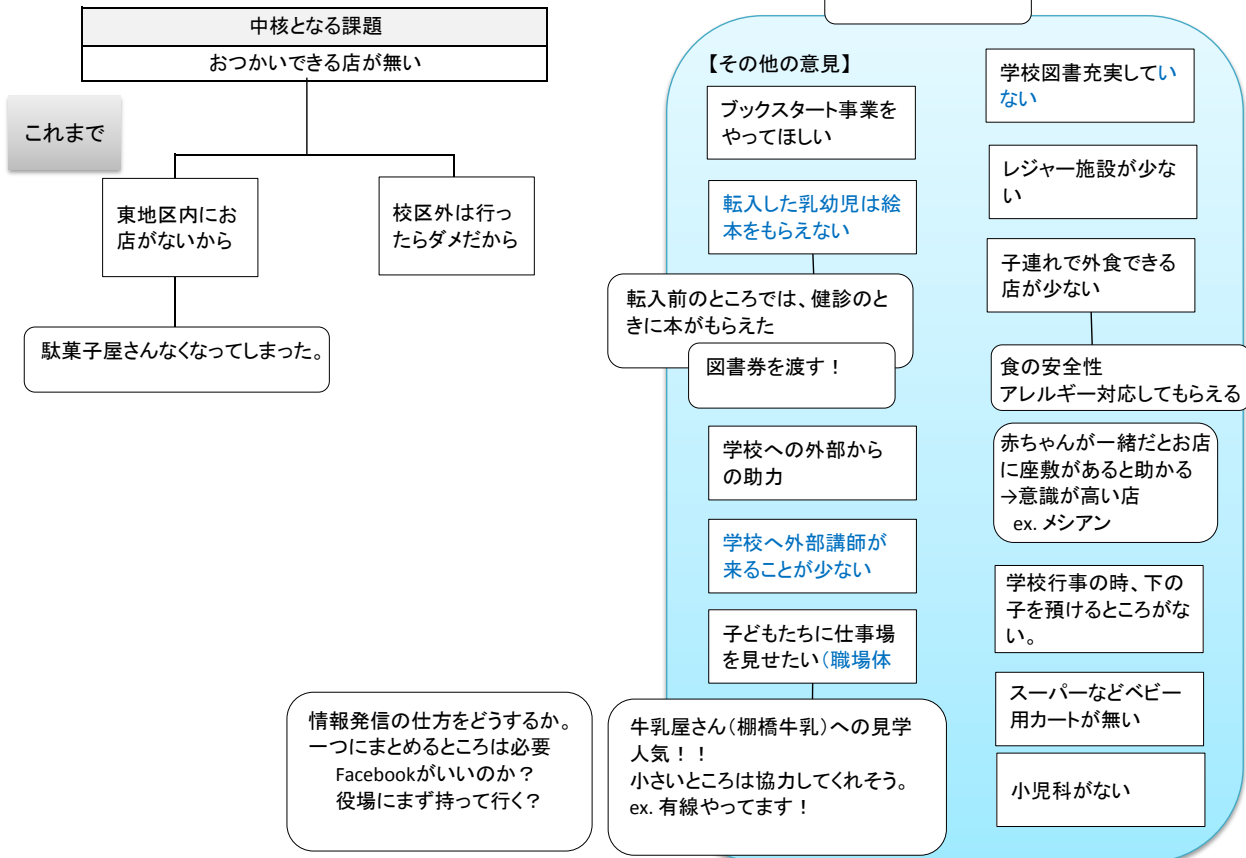 中核となる課題
おつかいできる店が無い
これまで
東地区内にお
店がないから
校区外は行っ
たらダメだから
駄菓子屋さんなくなってしまった。
情報発信の仕方をどうするか。
一つにまとめるところは必要
Facebookがいいのか？
役場にまず持って行く？
【その他の意見】
ブックスタート事業を
やってほしい
転入した乳幼児は絵
本をもらえない
転入前のところでは、健診のと
きに本がもらえた
図書券を渡す！
学校への外部から
の助力
学校へ外部講師が
来ることが少ない
子どもたちに仕事場
を見せたい（職場体
牛乳屋さん（棚橋牛乳）への見学
人気！！
小さいところは協力してくれそう。
ex. 有線やってます！
学校図書充実してい
ない
レジャー施設が少な
い
子連れで外食できる
店が少ない
食の安全性
アレルギー対応してもらえる
赤ちゃんが一緒だとお店
に座敷があると助かる
→意識が高い店
ex. メシアン
学校行事の時、下の
子を預けるところがな
い。
スーパーなどベビー
用カートが無い
小児科がない